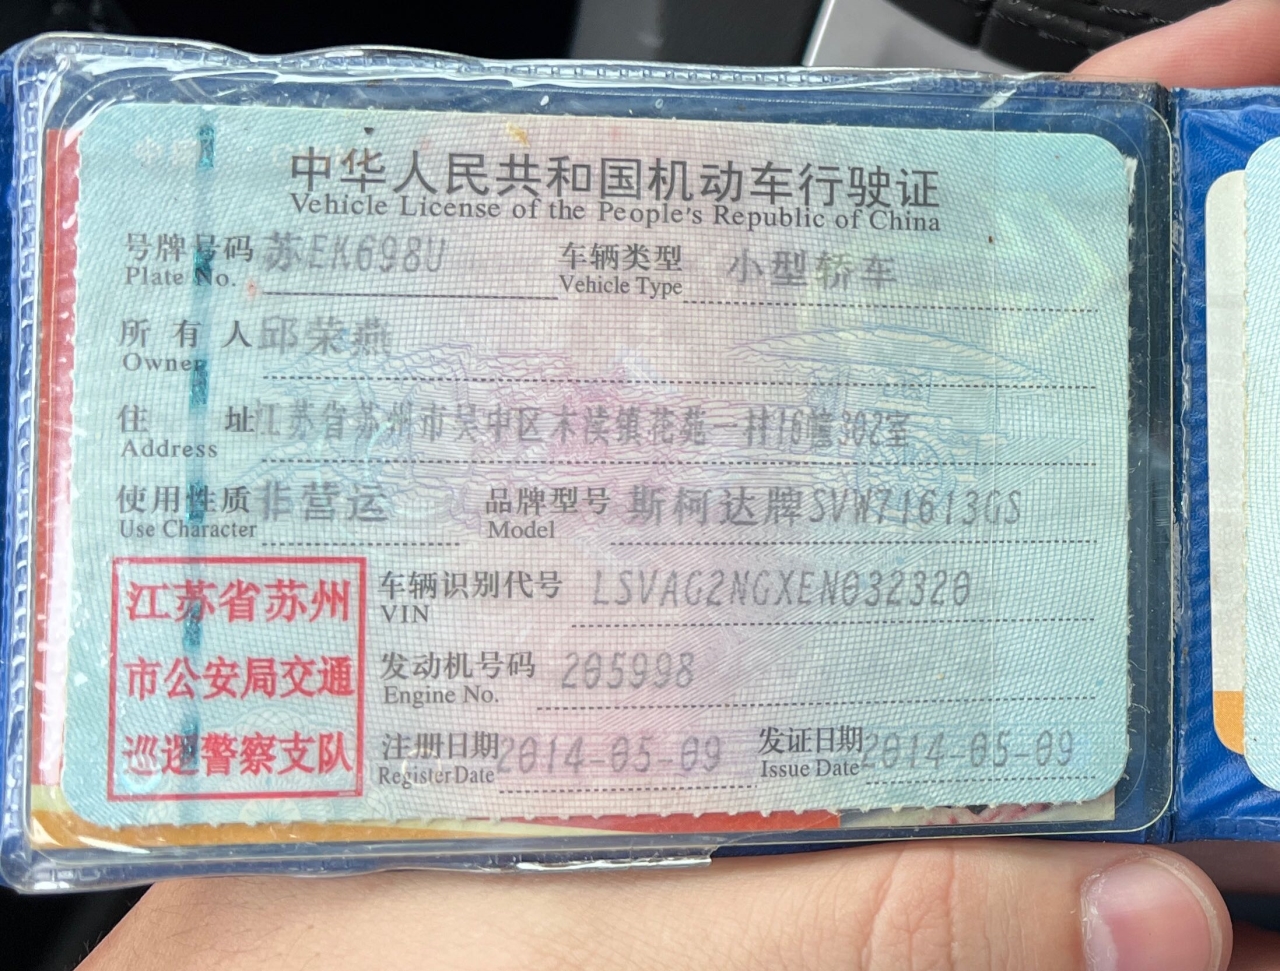 中华人民共和国机动车行驶证
Vehicle License of the People's Republic of China
号牌号码 苏EK698U 车辆类型 小型轿车
Plate No. Vehicle Type
所有人 邱荣燕
Owner
住址 江苏省苏州市吴中区木渎镇花苑一村16幢302室
Address
使用性质 非营运 品牌型号 斯柯达牌SVW71613GS
Use Character Model
江苏省苏州
市公安局交通
巡逻警察支队
车辆识别代号 LSVAG2NGXEN032320
VIN
发动机号码 205998
Engine No.
注册日期 2014-05-09 发证日期 2014-05-09
Register Date Issue Date